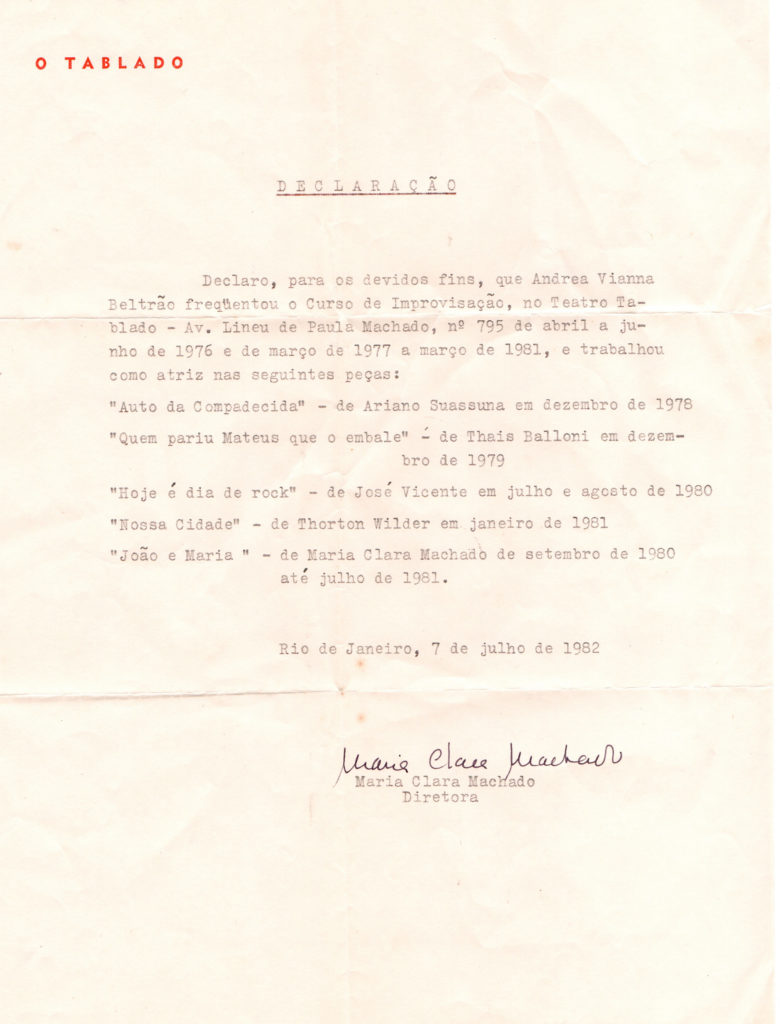 O TABLADO
DECLARAÇÃO
Declaro, para os devidos fins, que Andrea Vianna
Beltrão freqüentou o Curso de Improvisação, no Teatro Ta-
blado - Av. Lineu de Paula Machado, nº 795 de abril a ju-
nho de 1976 e de março de 1977 a março de 1981, e trabalhou
como atriz nas seguintes peças:
"Auto da Compadecida" - de Ariano Suassuna em dezembro de 1978
"Quem pariu Mateus que o embale" - de Thais Balloni em dezem-
bro de 1979
"Hoje é dia de rock" - de José Vicente em julho e agosto de 1980
"Nossa Cidade" - de Thorton Wilder em janeiro de 1981
"João e Maria " - de Maria Clara Machado de setembro de 1980
até julho de 1981.
Rio de Janeiro, 7 de julho de 1982
Maria Clara Machado
Maria Clara Machado
Diretora